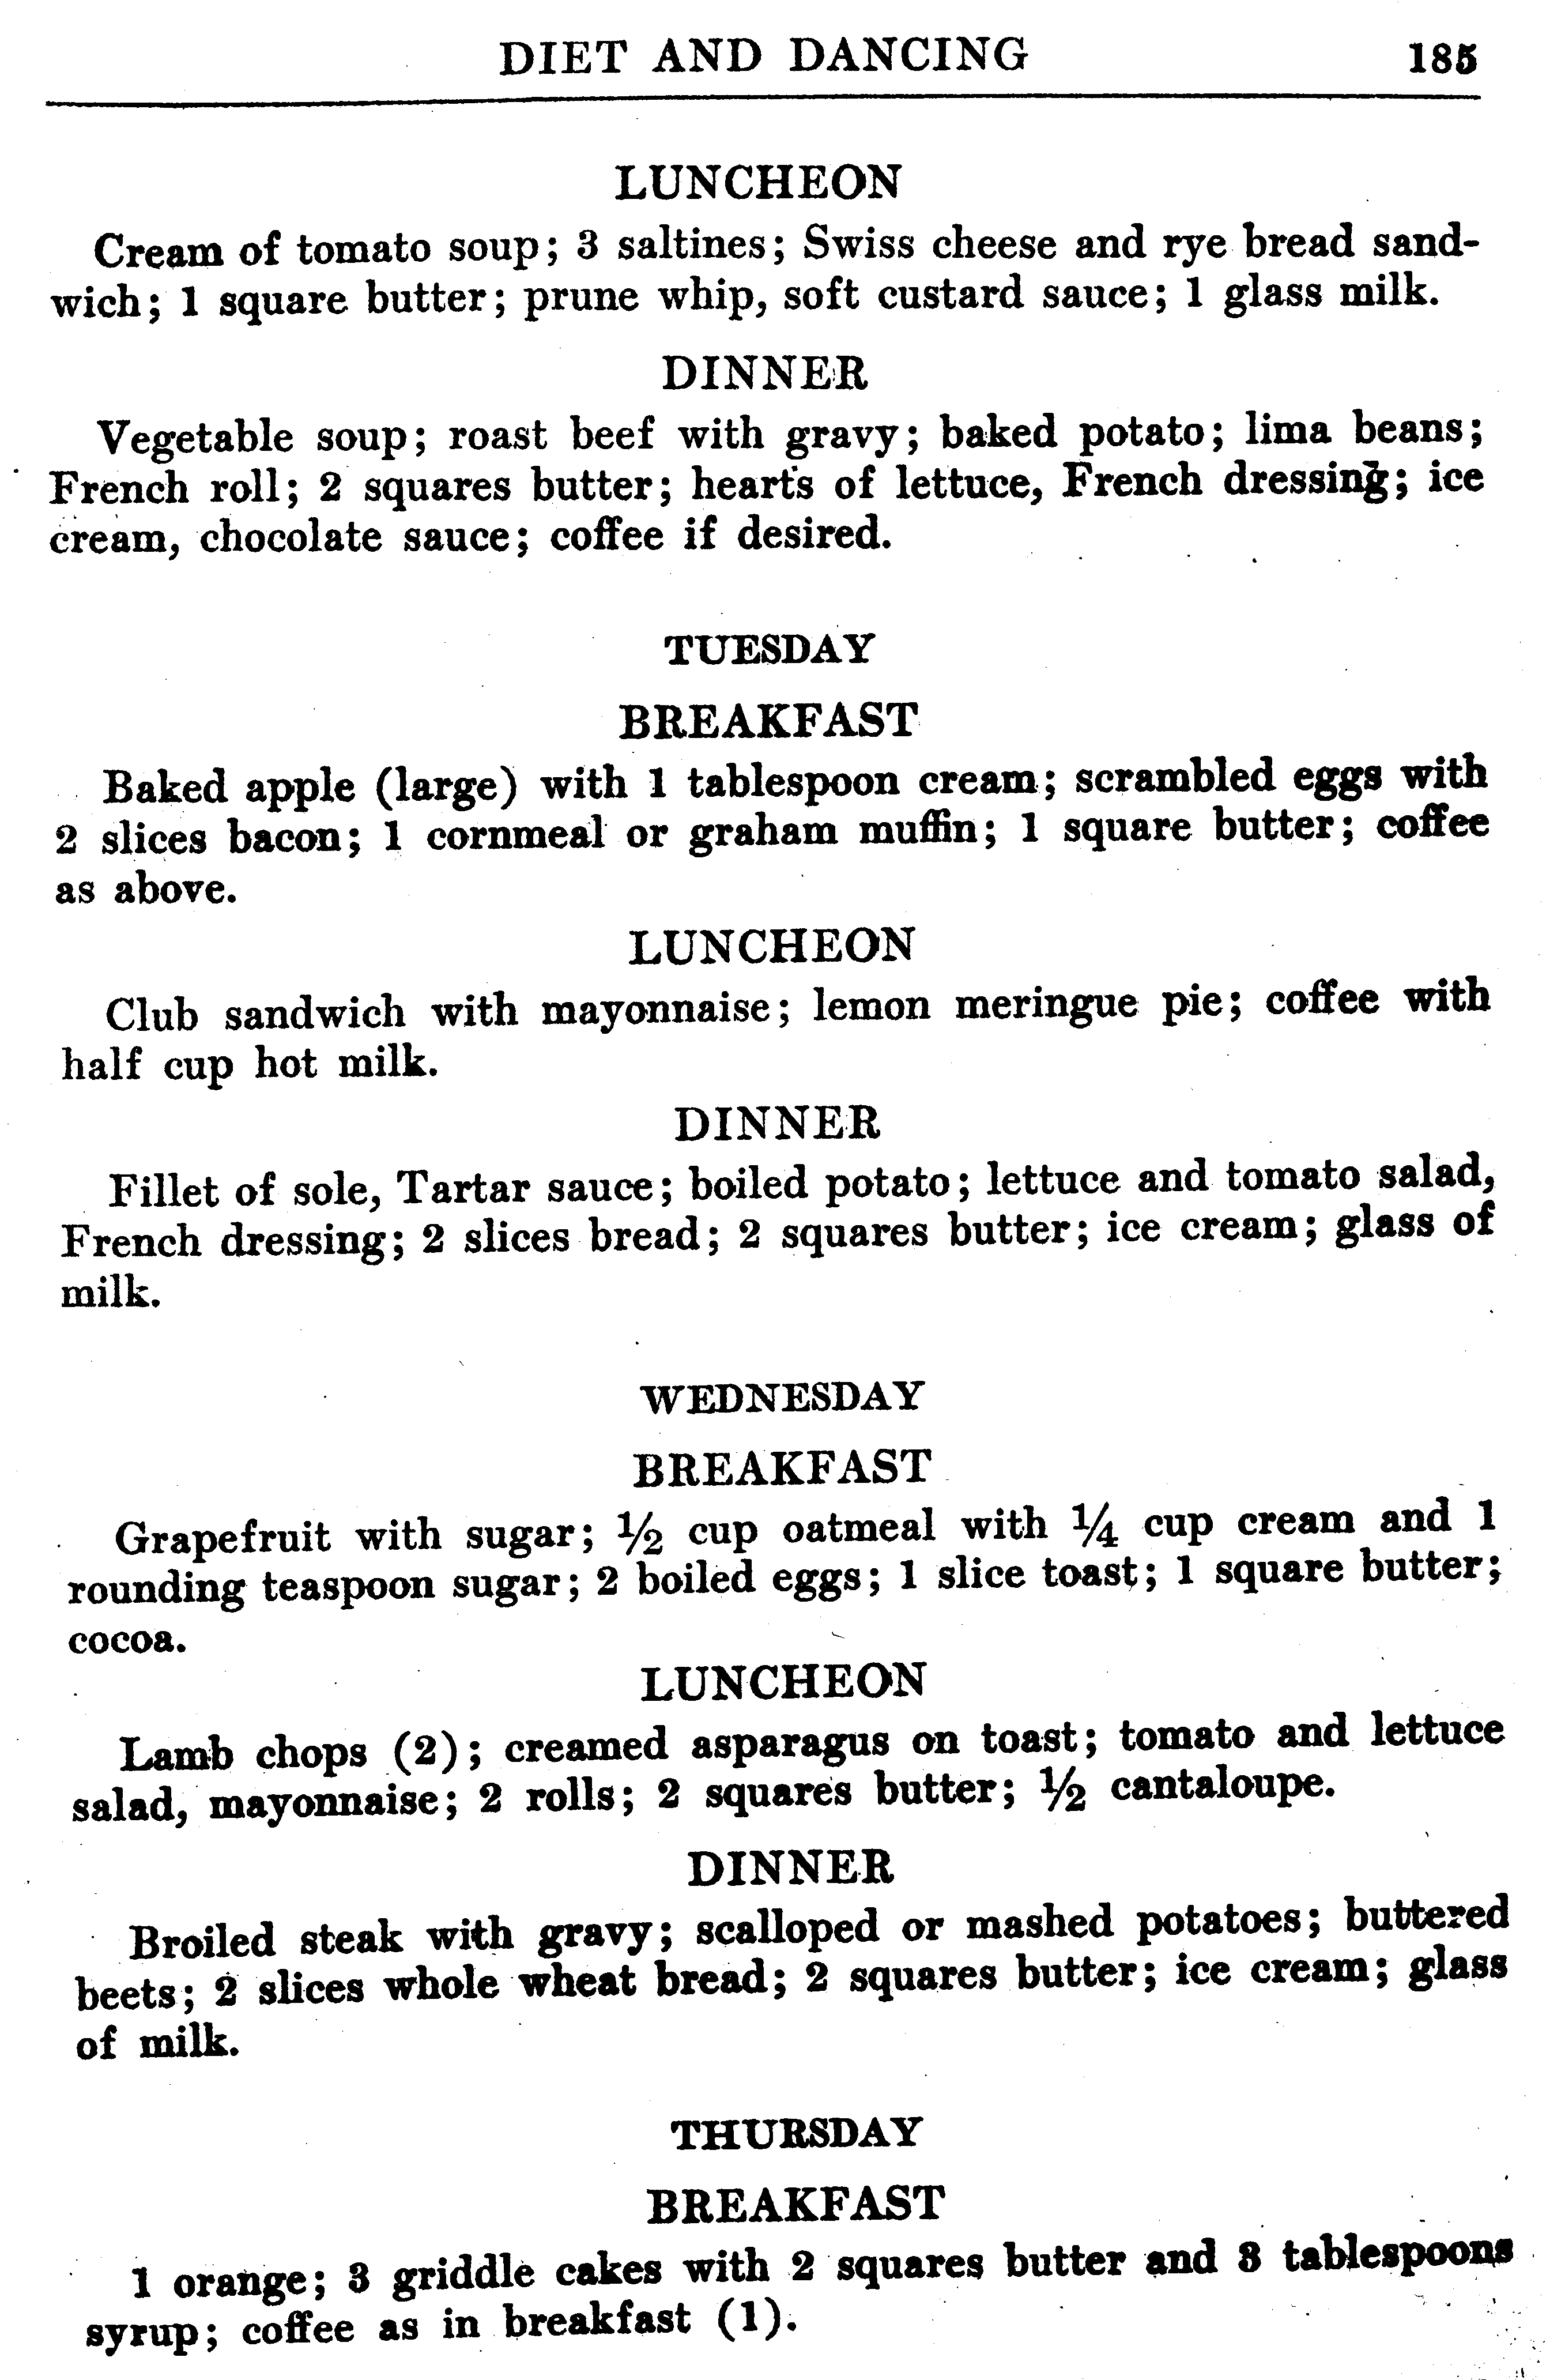 DIET AND DANCING 185
LUNCHEON
Cream of tomato soup; 3 saltines; Swiss cheese and rye bread sand-
wich; 1 square butter; prune whip, soft custard sauce; 1 glass milk.
DINNER
Vegetable soup; roast beef with gravy; baked potato; lima beans;
French roll; 2 squares butter; hearts of lettuce, French dressing; ice
cream, chocolate sauce; coffee if desired.
TUESDAY
BREAKFAST
Baked apple (large) with 1 tablespoon cream; scrambled eggs with
2 slices bacon; 1 cornmeal or graham muffin; 1 square butter; coffee
as above.
LUNCHEON
Club sandwich with mayonnaise; lemon meringue pie; coffee with
half cup hot milk.
DINNER
Fillet of sole, Tartar sauce; boiled potato; lettuce and tomato salad,
French dressing; 2 slices bread; 2 squares butter; ice cream; glass of
milk.
WEDNESDAY
BREAKFAST
Grapefruit with sugar; ½ cup oatmeal with ¼ cup cream and 1
rounding teaspoon sugar; 2 boiled eggs; 1 slice toast; 1 square butter;
cocoa.
LUNCHEON
Lamb chops (2); creamed asparagus on toast; tomato and lettuce
salad, mayonnaise; 2 rolls; 2 squares butter; ½ cantaloupe.
DINNER
Broiled steak with gravy; scalloped or mashed potatoes; buttered
beets; 2 slices whole wheat bread; 2 squares butter; ice cream; glass
of milk.
THURSDAY
BREAKFAST
1 orange; 3 griddle cakes with 2 squares butter and 3 tablespoons
syrup; coffee as in breakfast (1).